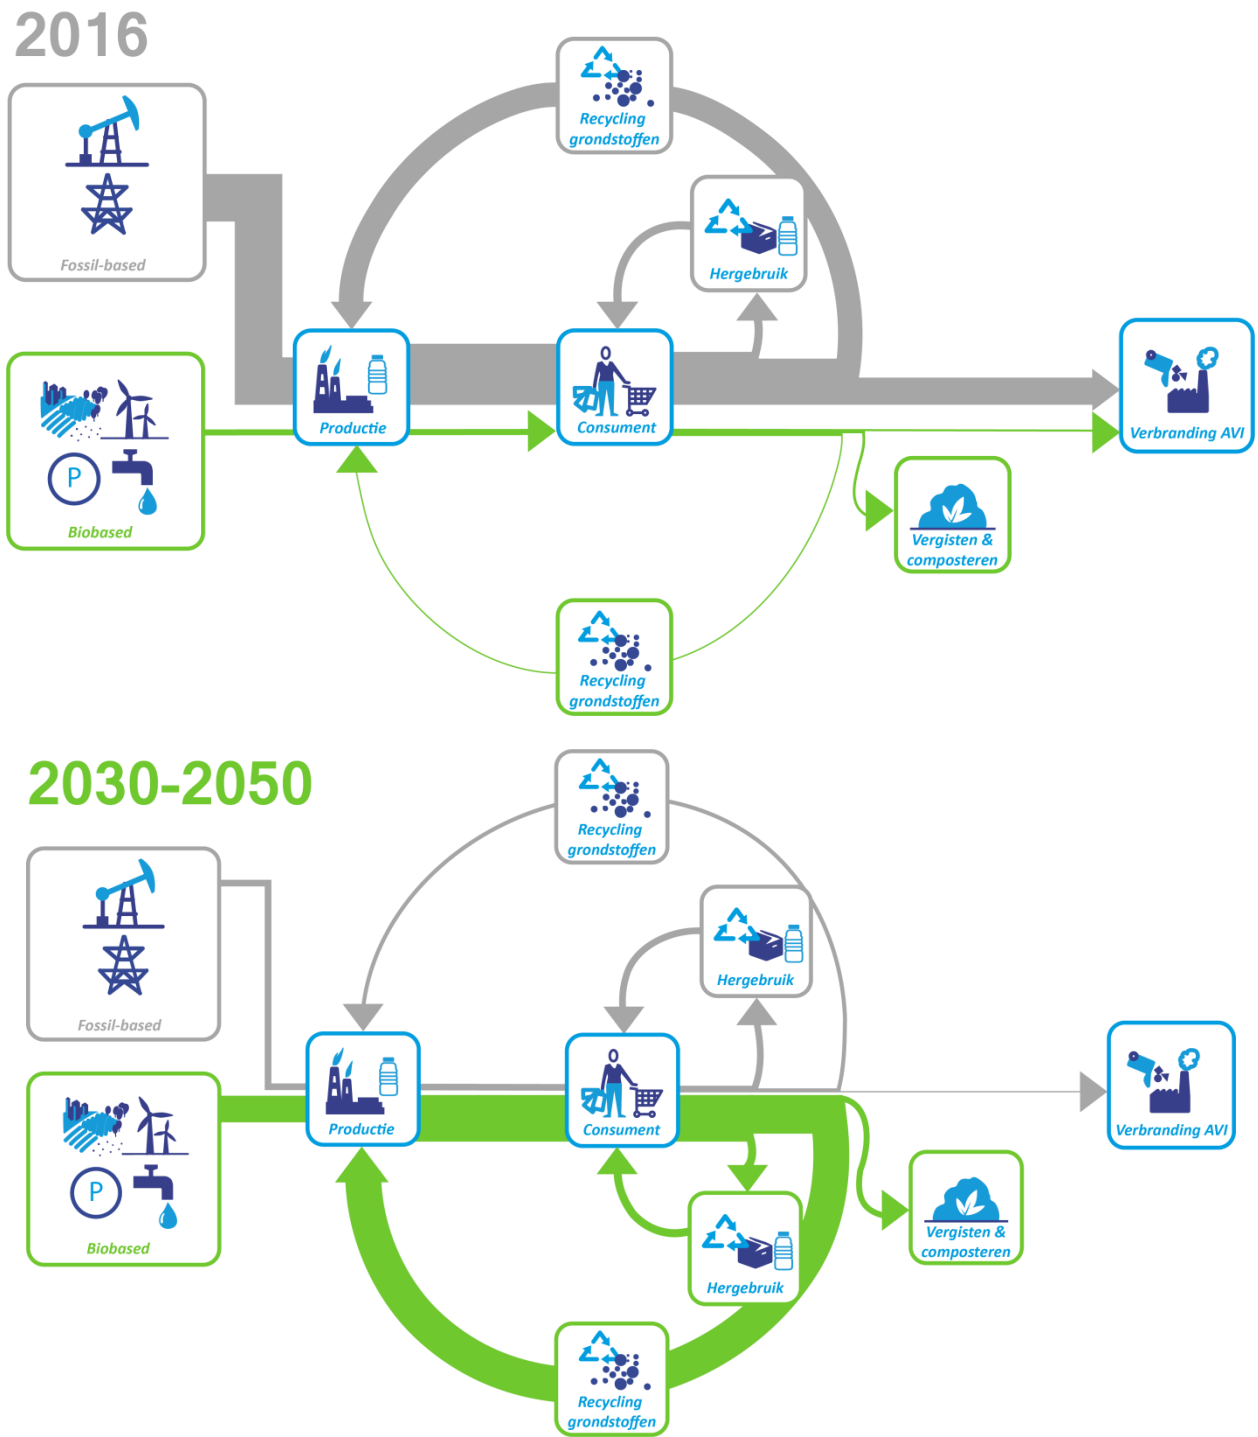 2016
Recycling
grondstoffen
Hergebruik
Fossil-based
Productie
Consument
Verbranding AVI
P
Biobased
Vergisten &
composteren
Recycling
grondstoffen
2030-2050
Recycling
grondstoffen
Hergebruik
Fossil-based
Productie
Consument
Verbranding AVI
P
Biobased
Vergisten &
composteren
Hergebruik
Recycling
grondstoffen